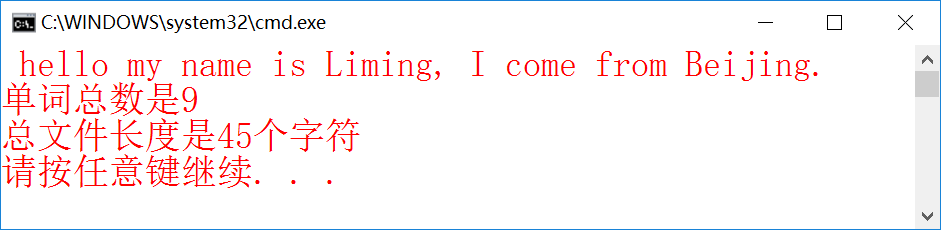 C:\WINDOWS\system32\cmd.exe
hello my name is Liming, I come from Beijing.
单词总数是9
总文件长度是45个字符
请按任意键继续. . .